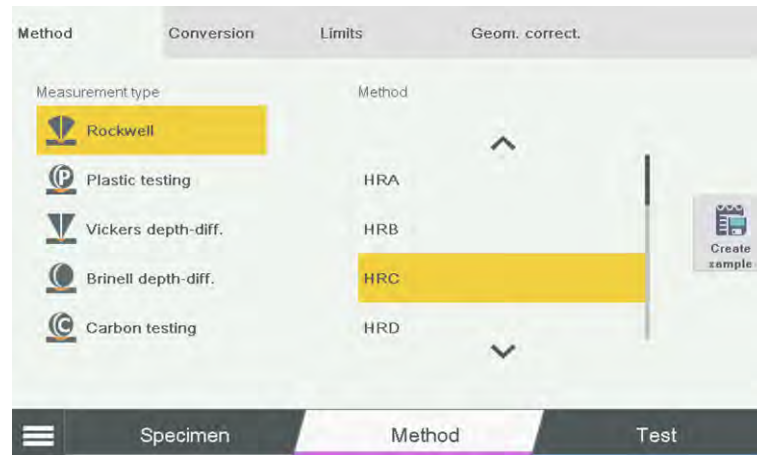 Method Conversion Limits Geom. correct.
Measurement type
Rockwell
Plastic testing
Vickers depth-diff.
Brinell depth-diff.
Carbon testing
Method
HRA
HRB
HRC
HRD
Create
sample
Specimen Method Test